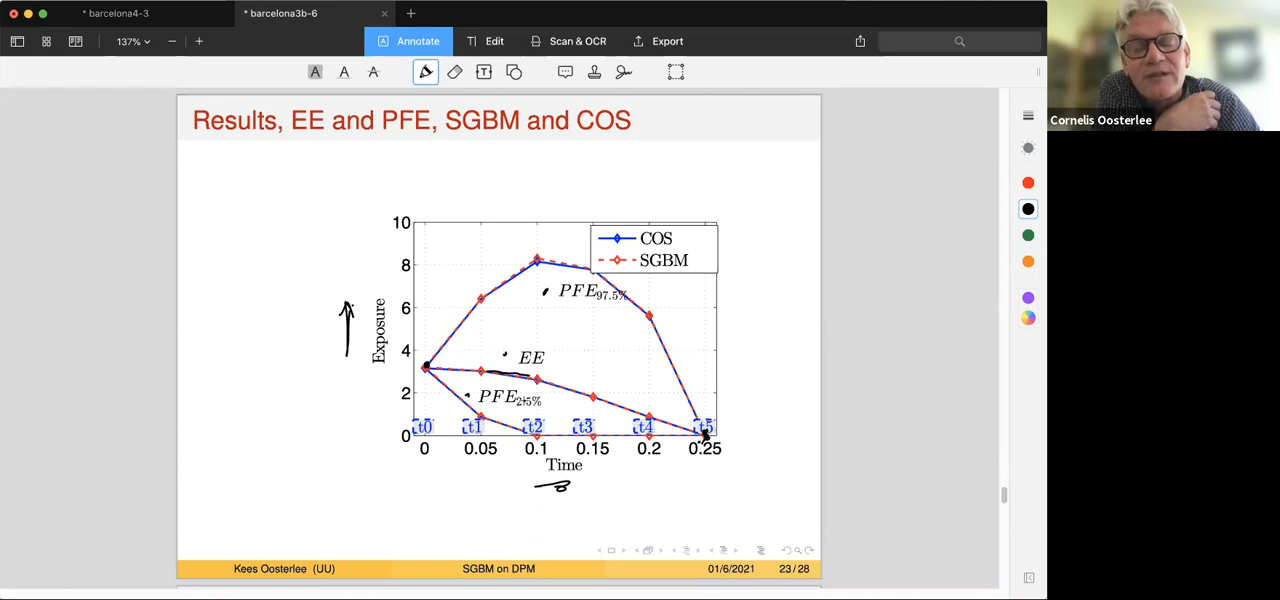 * barcelona4-3
* barcelona3b-6
137%
Annotate
Edit
Scan & OCR
Export
Cornelis Oosterlee
Results, EE and PFE, SGBM and COS
10
8
6
4
2
0
Exposure
COS
SGBM
PFE97.5%
EE
PFE2.5%
t0 t1 t2 t3 t4 t5
0 0.05 0.1 0.15 0.2 0.25
Time
Kees Oosterlee (UU) SGBM on DPM 01/6/2021 23 / 28